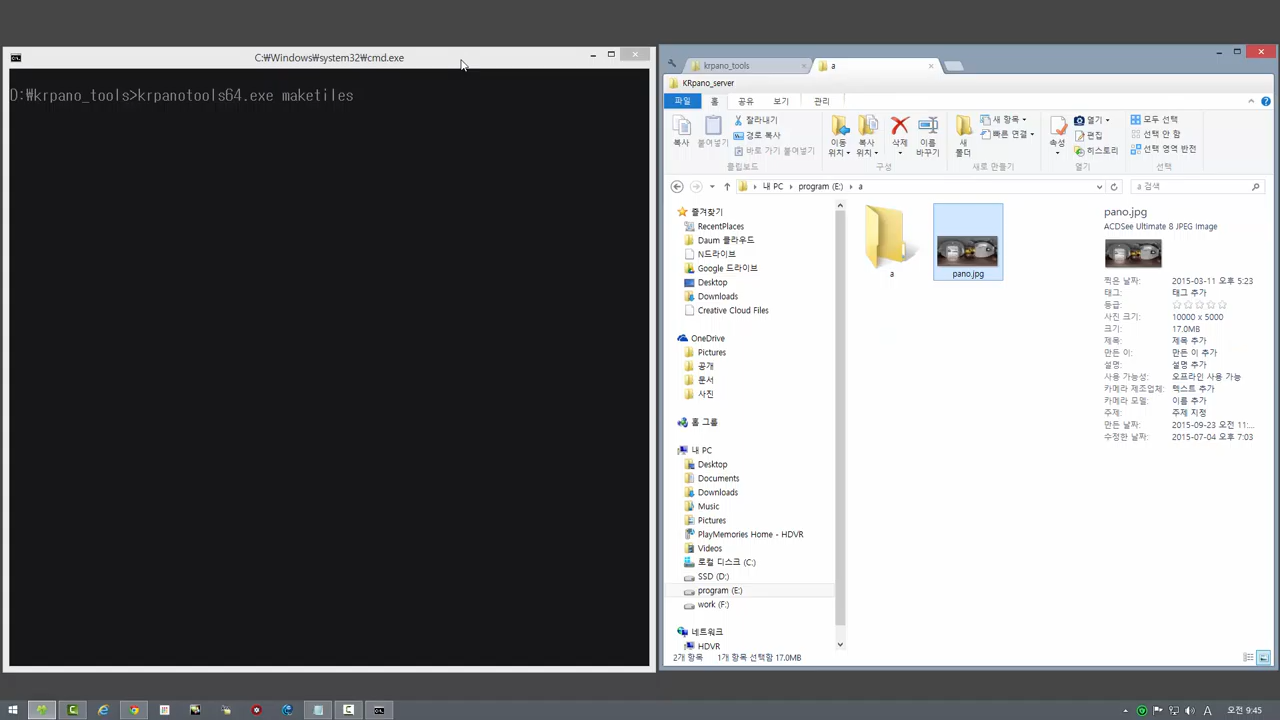 C:₩Windows₩system32₩cmd.exe
D:₩krpano_tools>krpanotools64.exe maketiles
krpano_tools
a
KRpano_server
파일
홈
공유
보기
관리
복사
붙여넣기
잘라내기
경로 복사
바로 가기 붙여넣기
클립보드
이동
위치
복사
위치
삭제
이름
바꾸기
구성
새
폴더
새 항목
빠른 연결
새로 만들기
속성
열기
편집
히스토리
열기
모두 선택
선택 안 함
선택 영역 반전
선택
내 PC
program (E:)
a
a 검색
즐겨찾기
RecentPlaces
Daum 클라우드
N드라이브
Google 드라이브
Desktop
Downloads
Creative Cloud Files
OneDrive
Pictures
공개
문서
사진
홈 그룹
내 PC
Desktop
Documents
Downloads
Music
Pictures
PlayMemories Home - HDVR
Videos
로컬 디스크 (C:)
SSD (D:)
program (E:)
work (F:)
네트워크
HDVR
a
pano.jpg
pano.jpg
ACDSee Ultimate 8 JPEG Image
찍은 날짜: 2015-03-11 오후 5:23
태그: 태그 추가
등급:
사진 크기: 10000 x 5000
크기: 17.0MB
제목: 제목 추가
만든 이: 만든 이 추가
설명: 설명 추가
사용 가능성: 오프라인 사용 가능
카메라 제조업체: 텍스트 추가
카메라 모델: 이름 추가
주제: 주제 지정
만든 날짜: 2015-09-23 오전 11:...
수정한 날짜: 2015-07-04 오후 7:03
2개 항목
1개 항목 선택함 17.0MB
A
오전 9:45